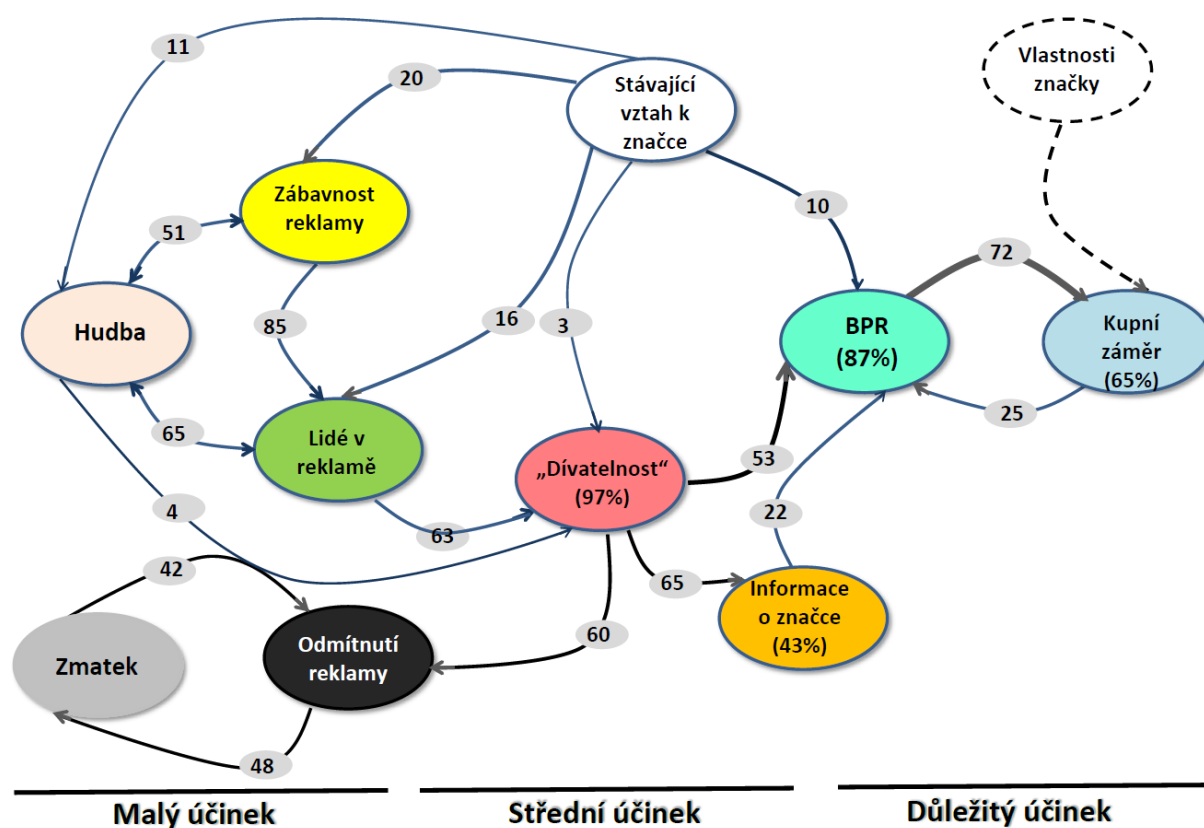 11
20
Stávající
vztah k
značce
Vlastnosti
značky
Zábavnost
reklamy
51
10
72
Hudba
85
16
3
BPR
(87%)
Kupní
záměr
(65%)
65
Lidé v
reklamě
25
„Dívatelnost“
(97%)
53
4
63
22
42
65
Informace
o značce
(43%)
60
Zmatek
Odmítnutí
reklamy
48
Malý účinek
Střední účinek
Důležitý účinek